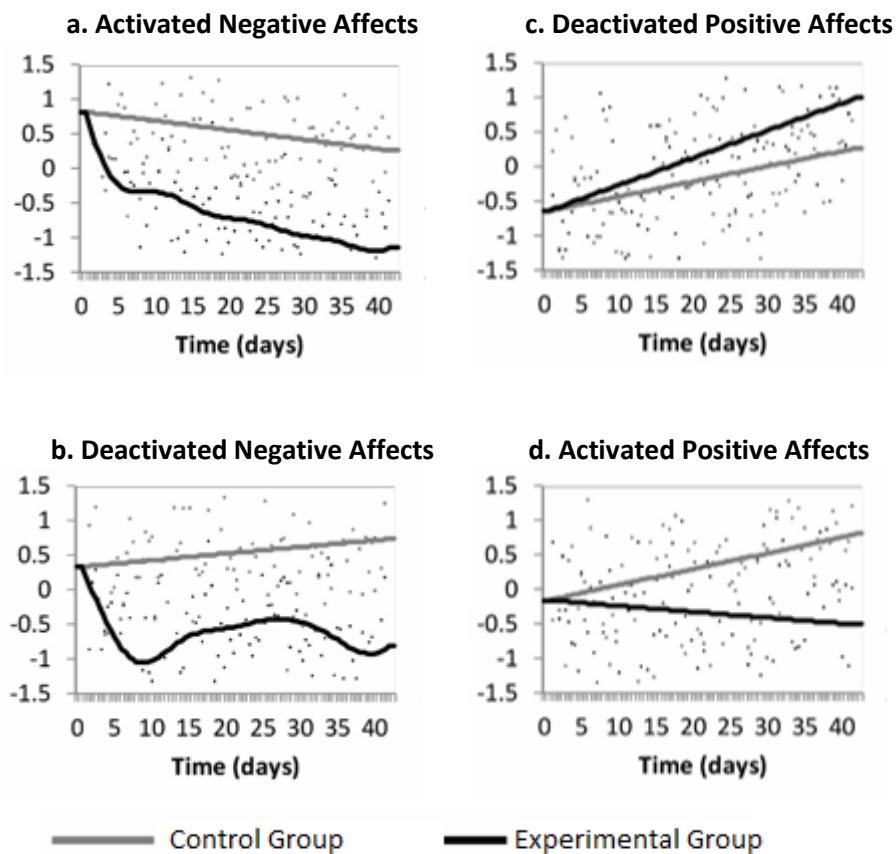 a. Activated Negative Affects
1.5
1
0.5
0
-0.5
-1
-1.5
0 5 10 15 20 25 30 35 40
Time (days)
c. Deactivated Positive Affects
1.5
1
0.5
0
-0.5
-1
-1.5
0 5 10 15 20 25 30 35 40
Time (days)
b. Deactivated Negative Affects
1.5
1
0.5
0
-0.5
-1
-1.5
0 5 10 15 20 25 30 35 40
Time (days)
d. Activated Positive Affects
1.5
1
0.5
0
-0.5
-1
-1.5
0 5 10 15 20 25 30 35 40
Time (days)
Control Group Experimental Group